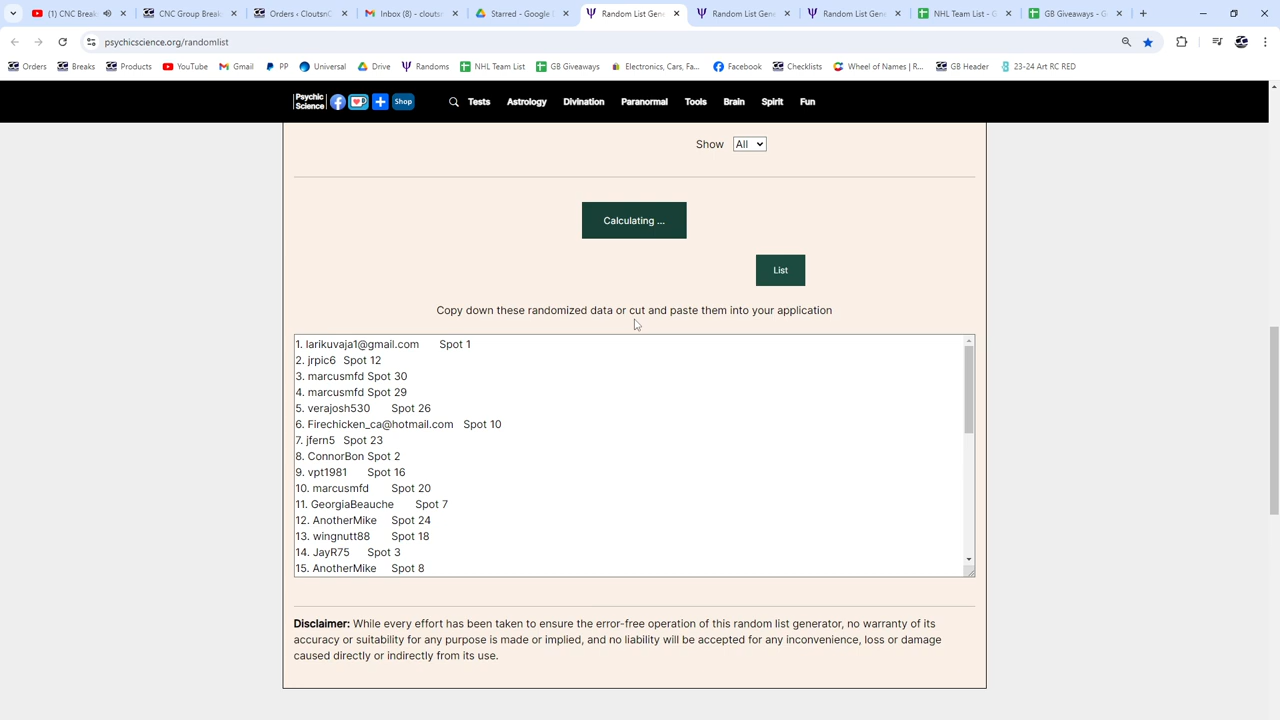 (1) CNC Break
CNC Group Break
Orders < CloutsnC
Inbox (8) - clouts
Starred - Google D
Random List Gene
Random List Gene
Random List Gene
NHL Team List - G
GB Giveaways - G
psychicscience.org/randomlist
Orders
Breaks
Products
YouTube
Gmail
PP
Universal
Drive
Randoms
NHL Team List
GB Giveaways
Electronics, Cars, Fa...
Facebook
Checklists
Wheel of Names | R...
GB Header
23-24 Art RC RED
Psychic
Science
Shop
Tests
Astrology
Divination
Paranormal
Tools
Brain
Spirit
Fun
Show All
Calculating ...
List
Copy down these randomized data or cut and paste them into your application
1. larikuvaja1@gmail.com Spot 1
2. jrpic6 Spot 12
3. marcusmfd Spot 30
4. marcusmfd Spot 29
5. verajosh530 Spot 26
6. Firechicken_ca@hotmail.com Spot 10
7. jfern5 Spot 23
8. ConnorBon Spot 2
9. vpt1981 Spot 16
10. marcusmfd Spot 20
11. GeorgiaBeauche Spot 7
12. AnotherMike Spot 24
13. wingnutt88 Spot 18
14. JayR75 Spot 3
15. AnotherMike Spot 8
Disclaimer: While every effort has been taken to ensure the error-free operation of this random list generator, no warranty of its
accuracy or suitability for any purpose is made or implied, and no liability will be accepted for any inconvenience, loss or damage
caused directly or indirectly from its use.